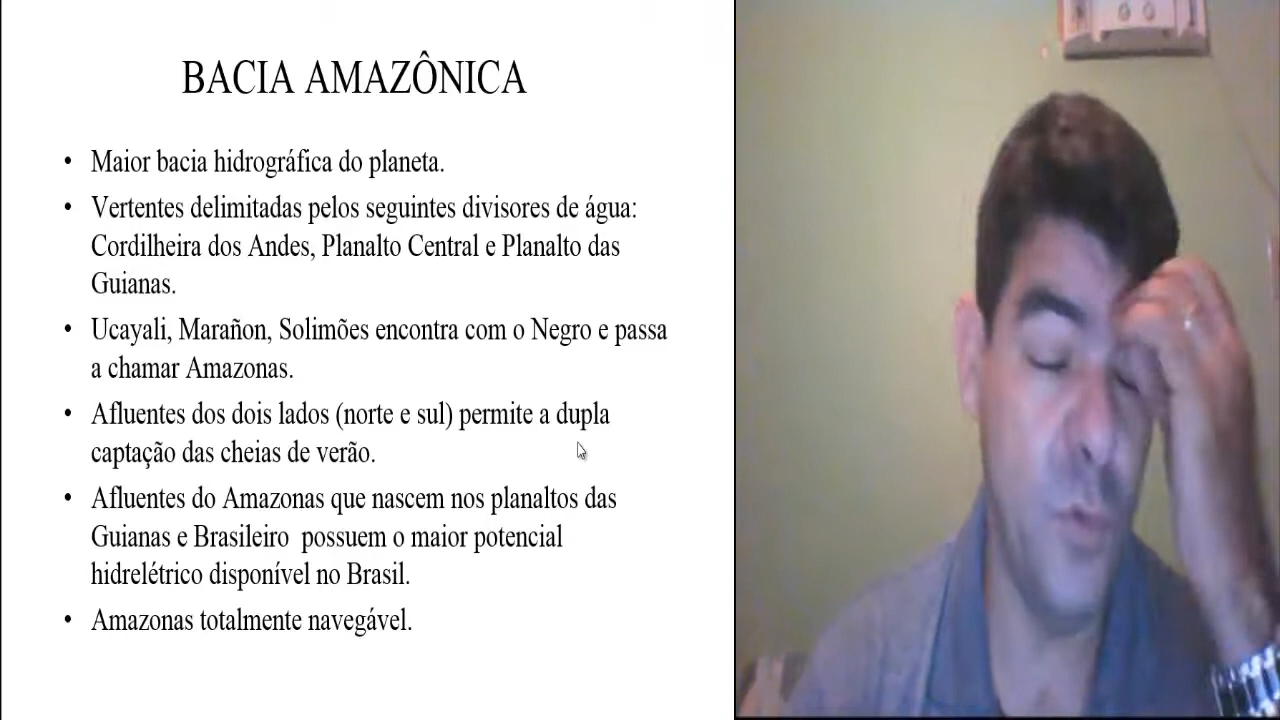 BACIA AMAZÔNICA
• Maior bacia hidrográfica do planeta.
• Vertentes delimitadas pelos seguintes divisores de água:
Cordilheira dos Andes, Planalto Central e Planalto das
Guianas.
• Ucayali, Marañon, Solimões encontra com o Negro e passa
a chamar Amazonas.
• Afluentes dos dois lados (norte e sul) permite a dupla
captação das cheias de verão.
• Afluentes do Amazonas que nascem nos planaltos das
Guianas e Brasileiro  possuem o maior potencial
hidrelétrico disponível no Brasil.
• Amazonas totalmente navegável.